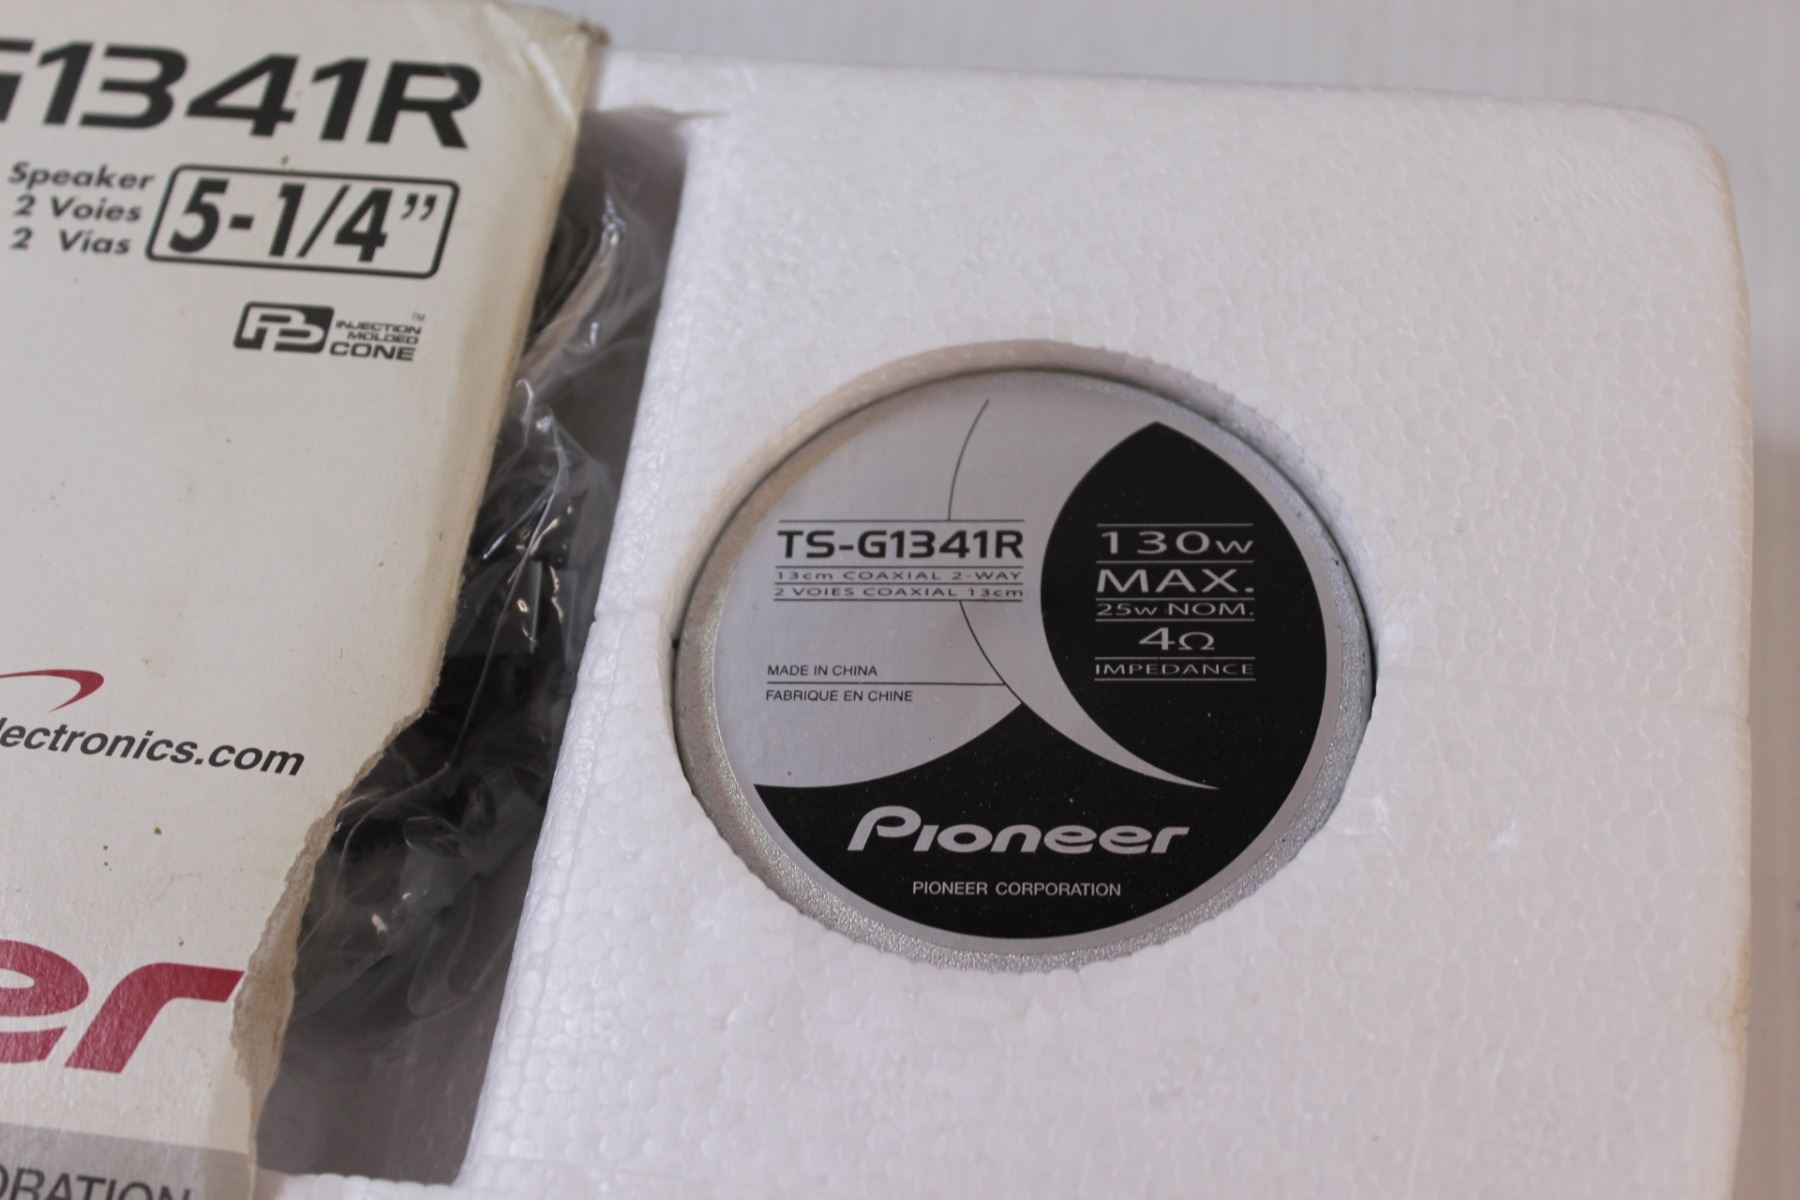 G1341R
Speaker
2 Voies
2 Vías
5-1/4”
INJECTION
MOLDED
CONE
™
lectronics.com
er
ORATION
TS-G1341R
13cm COAXIAL 2-WAY
2 VOIES COAXIAL 13cm
MADE IN CHINA
FABRIQUE EN CHINE
130w
MAX.
25w NOM.
4Ω
IMPEDANCE
Pioneer
PIONEER CORPORATION